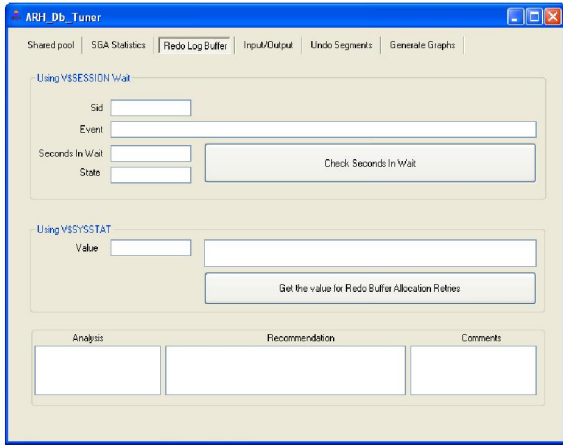 ARH_Db_Tuner
Shared pool SGA Statistics Redo Log Buffer Input/Output Undo Segments Generate Graphs
Using V$SESSION Wait
Sid
Event
Seconds In Wait
Check Seconds In Wait
State
Using V$SYSSTAT
Value
Get the value for Redo Buffer Allocation Retries
Analysis Recommendation Comments